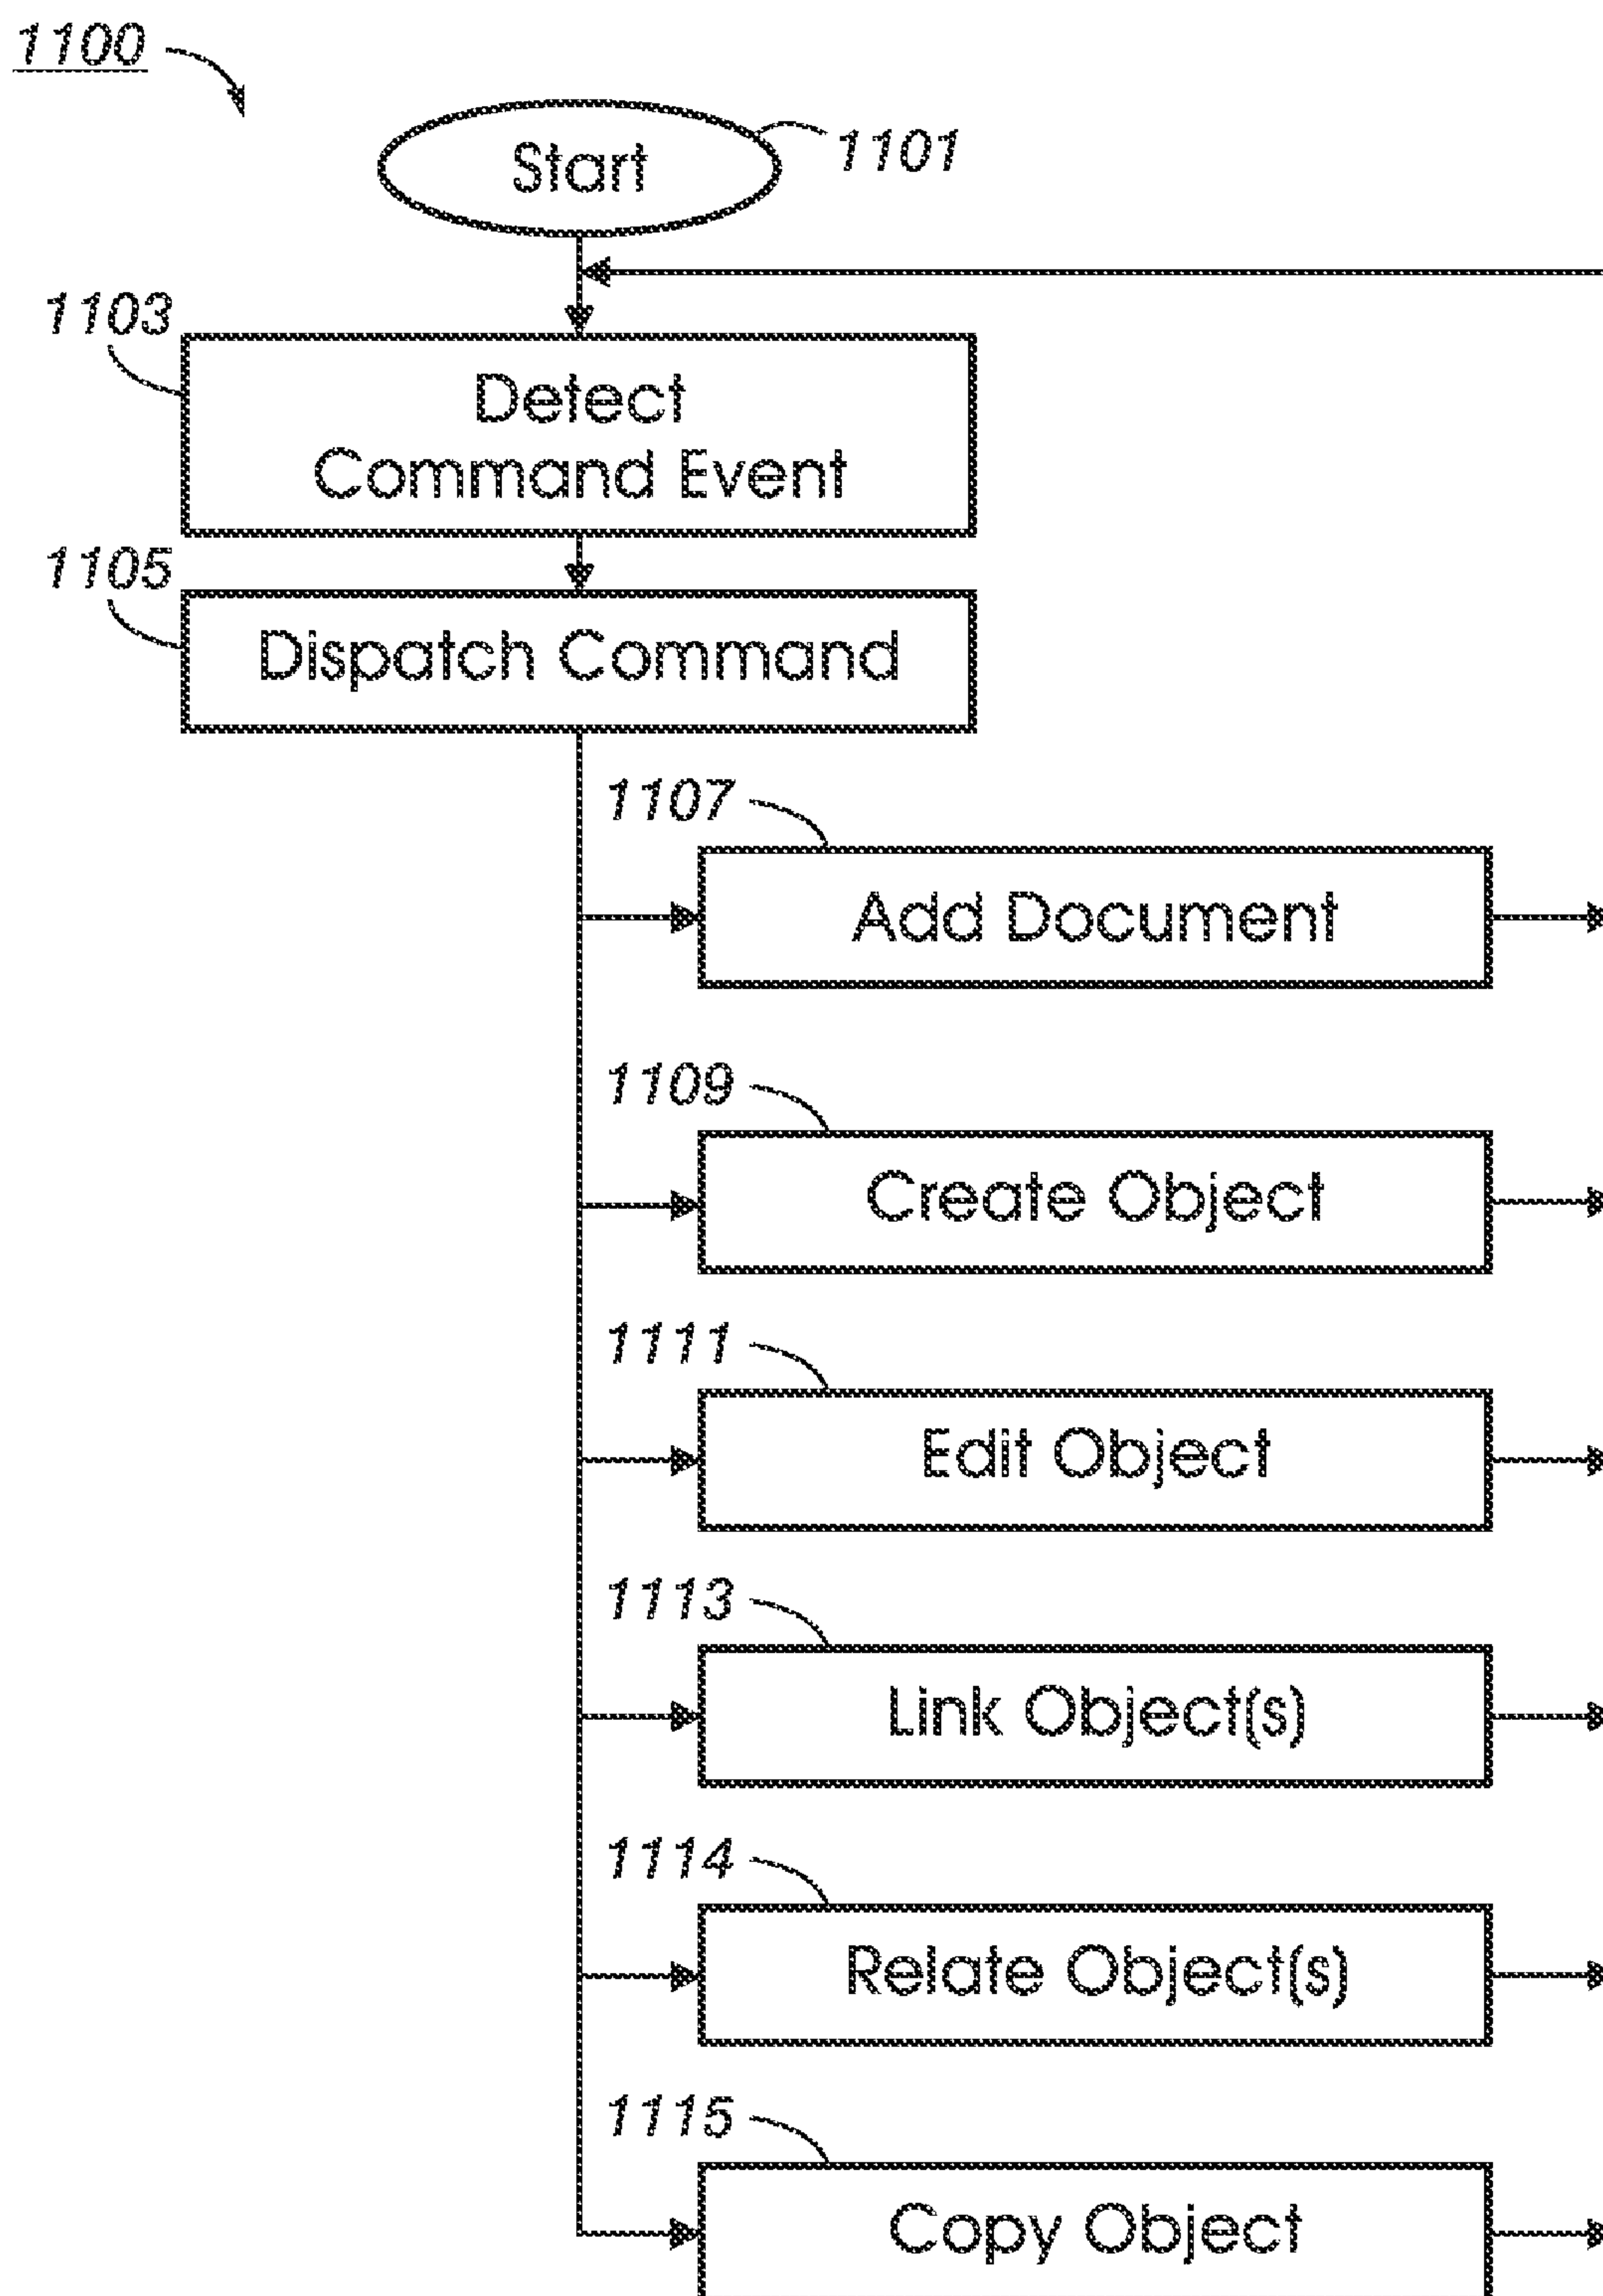 1100
Start
1101
1103
Detect
Command Event
1105
Dispatch Command
1107
Add Document
1109
Create Object
1111
Edit Object
1113
Link Object(s)
1114
Relate Object(s)
1115
Copy Object